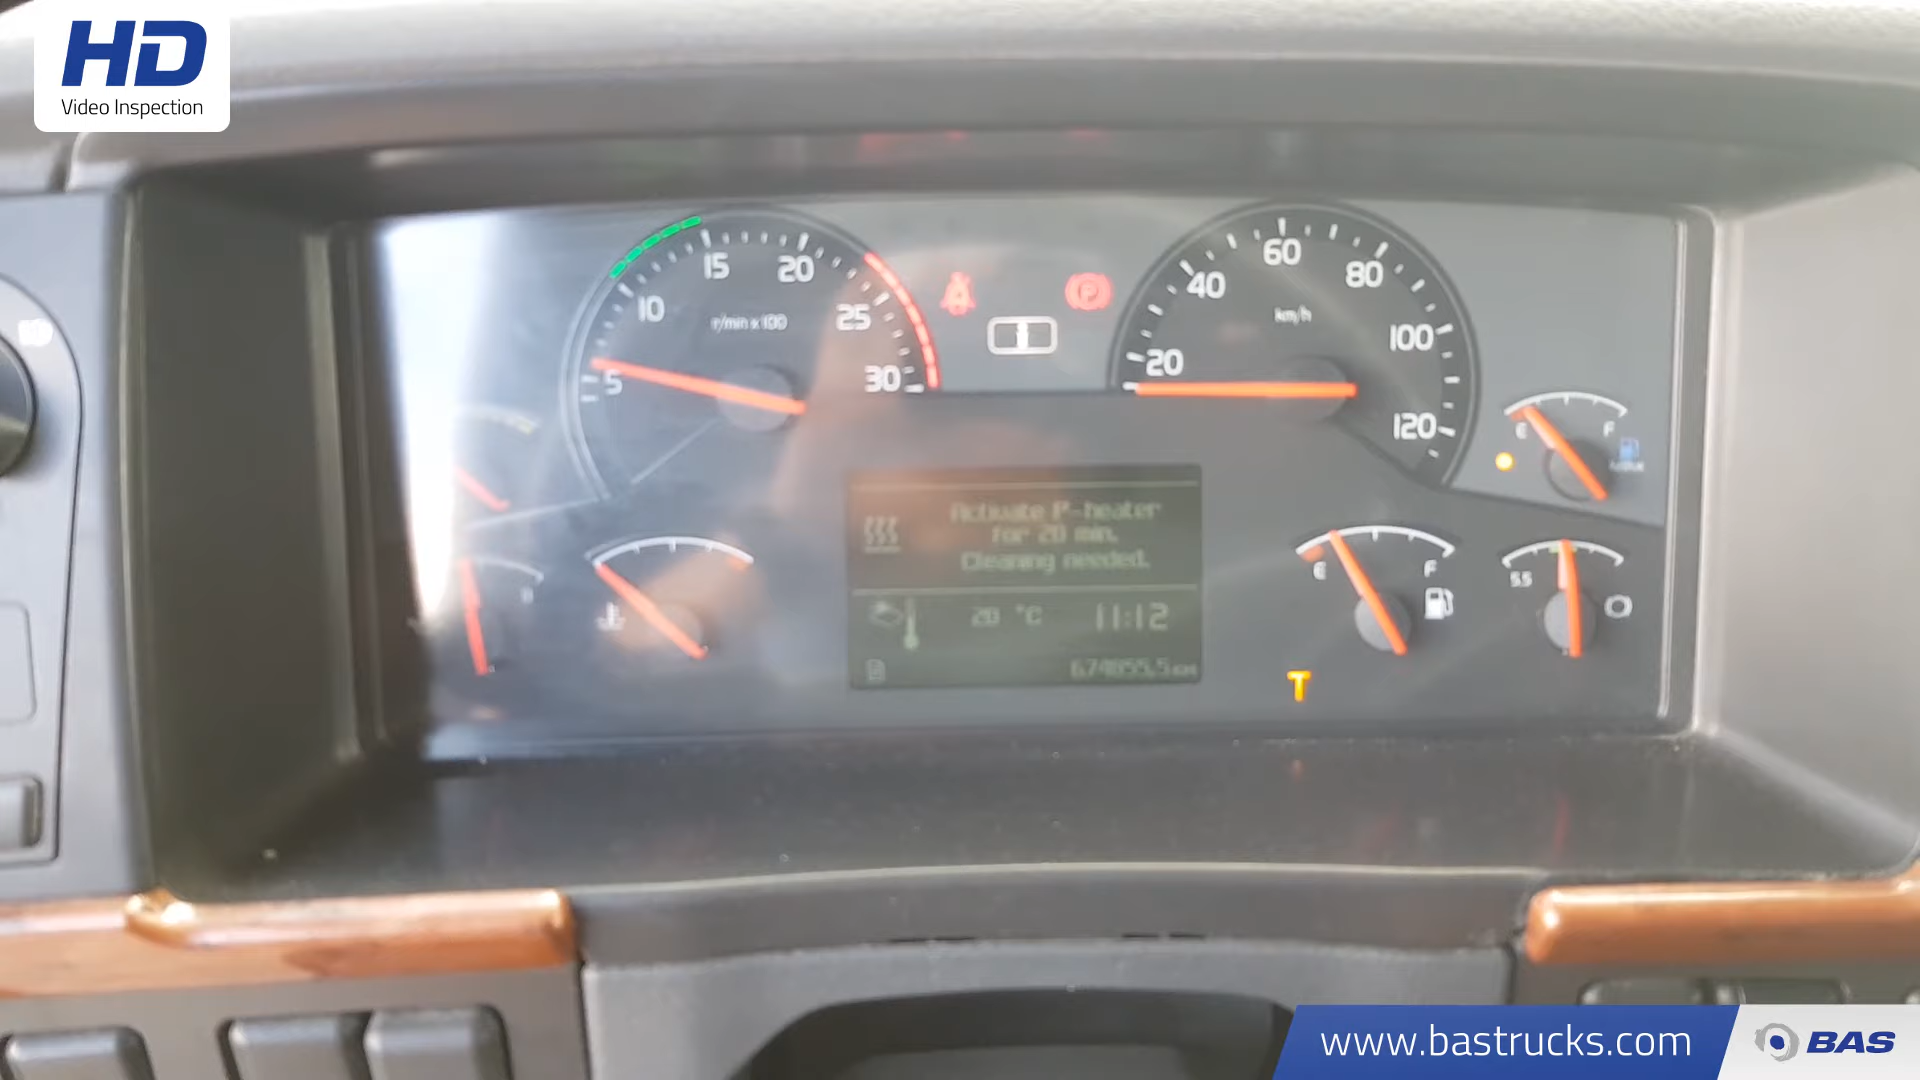 HD
Video Inspection
15
20
10
25
r/min x 100
5
30
60
40
80
km/h
20
100
120
E
F
Activate P-heater
for 20 min.
Cleaning needed.
E
F
5.5
°C
11:12
T
www.bastrucks.com
BAS